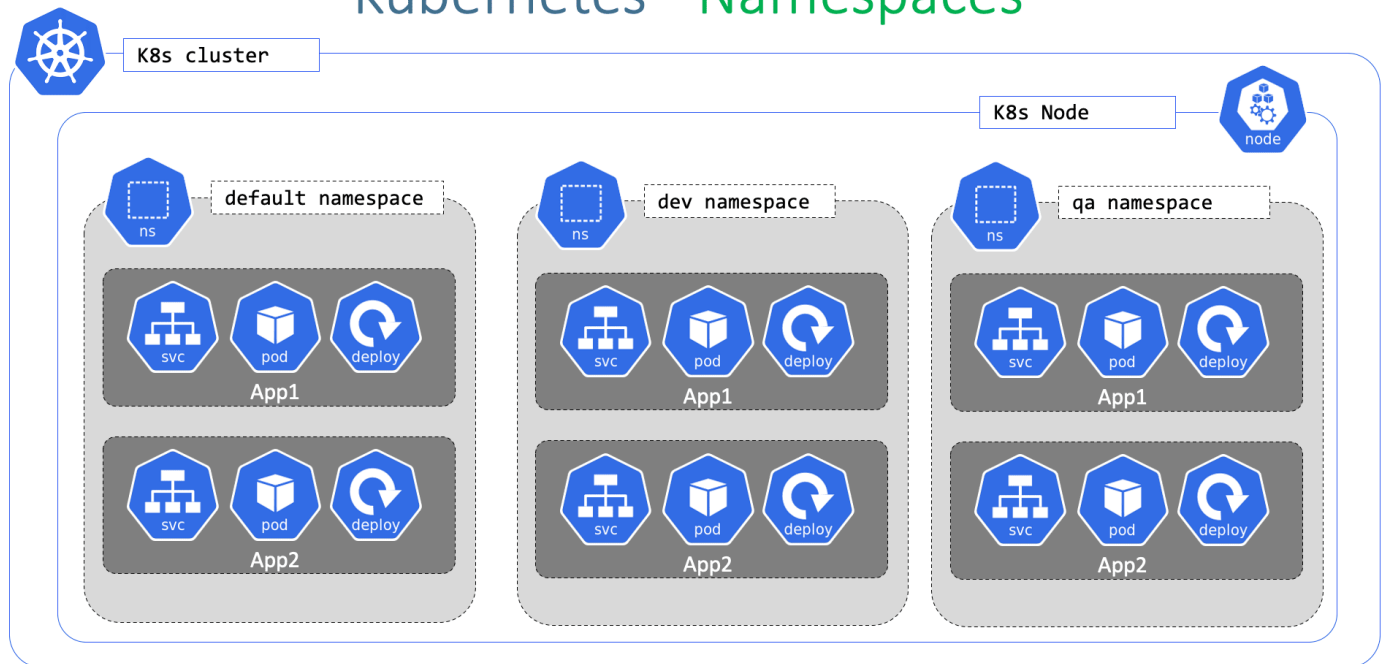 Kubernetes - Namespaces
K8s cluster
K8s Node
node
default namespace
ns
dev namespace
ns
qa namespace
ns
svc pod deploy
App1
svc pod deploy
App2
svc pod deploy
App1
svc pod deploy
App2
svc pod deploy
App1
svc pod deploy
App2